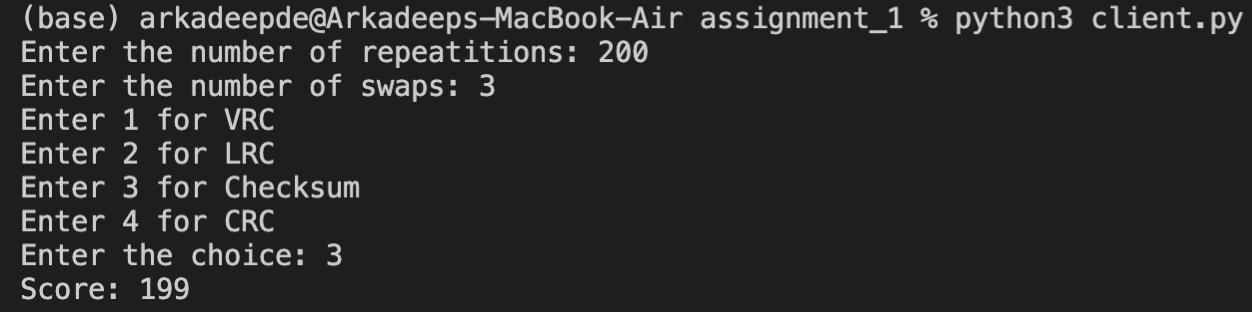 (base) arkadeepde@Arkadeeps-MacBook-Air assignment_1 % python3 client.py
Enter the number of repeatitions: 200
Enter the number of swaps: 3
Enter 1 for VRC
Enter 2 for LRC
Enter 3 for Checksum
Enter 4 for CRC
Enter the choice: 3
Score: 199